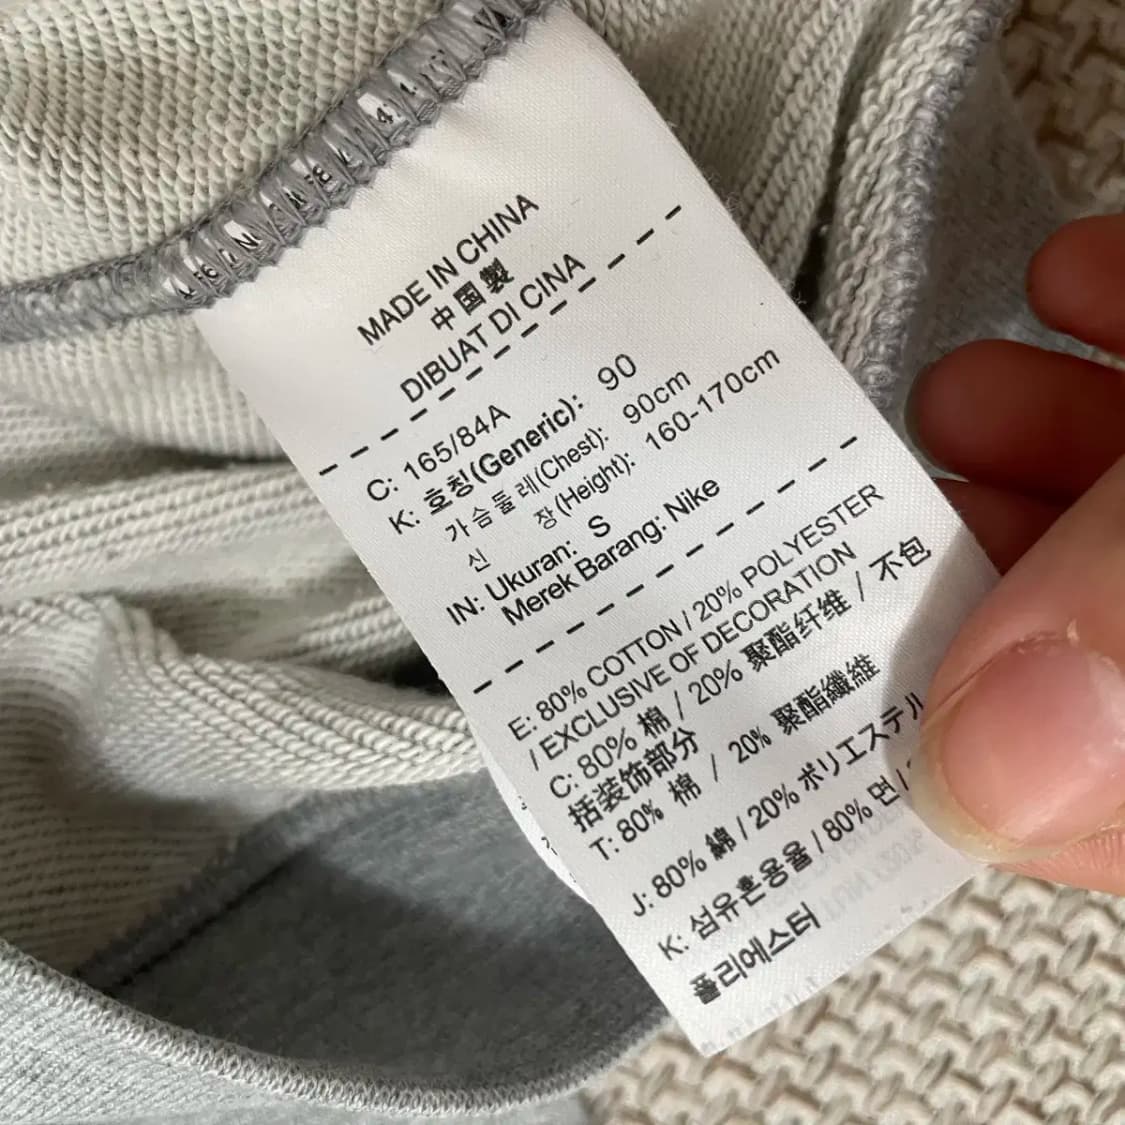 MADE IN CHINA
中国製
DIBUAT DI CINA
C: 165/84A
K: 호칭(Generic): 90
가슴둘레(Chest): 90cm
신 장(Height): 160-170cm
IN: Ukuran: S
Merek Barang: Nike
E: 80% COTTON / 20% POLYESTER
/ EXCLUSIVE OF DECORATION
C: 80% 棉 / 20% 聚酯纤维 / 不包
括装饰部分
T: 80% 棉 / 20% 聚酯纖維
J: 80% 綿 / 20% ポリエステル
K: 섬유혼용율 / 80% 면 /
폴리에스터